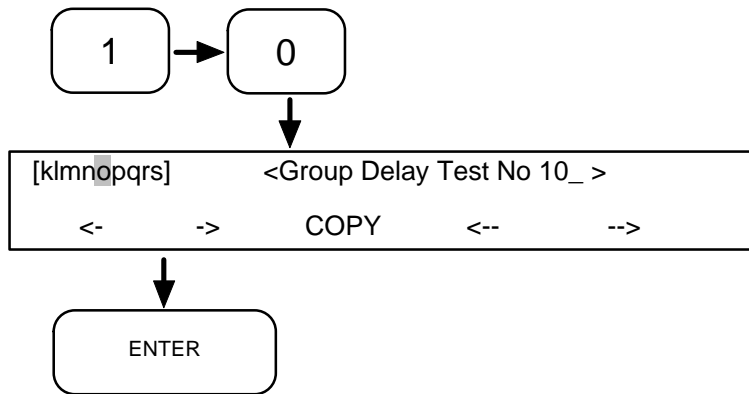 1 0
[klmnopqrs] <Group Delay Test No 10_ >
<- -> COPY <-- -->
ENTER